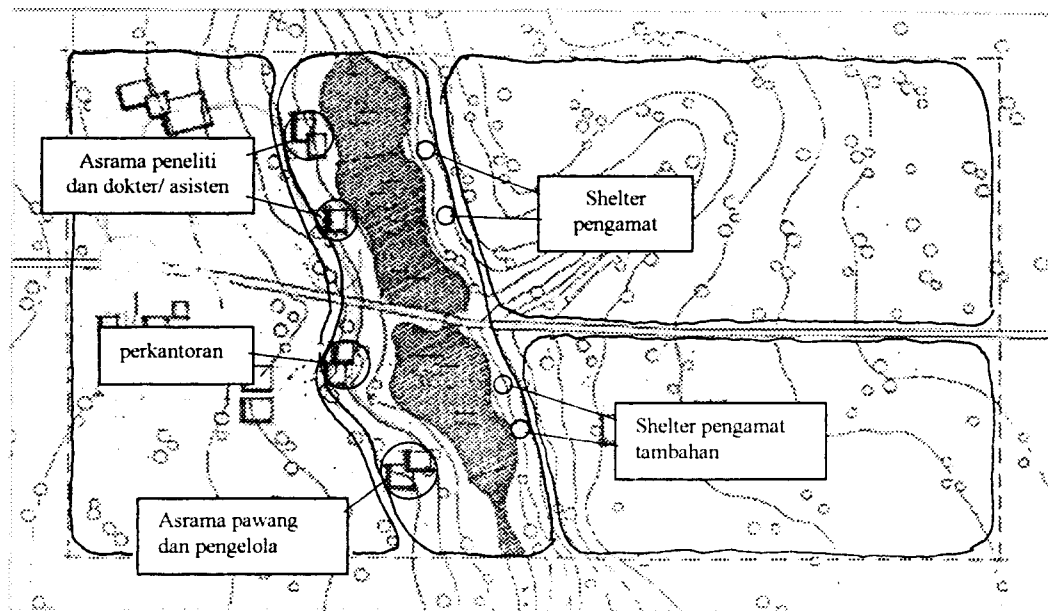 Asrama peneliti
dan dokter/ asisten
Shelter
pengamat
perkantoran
Shelter pengamat
tambahan
Asrama pawang
dan pengelola